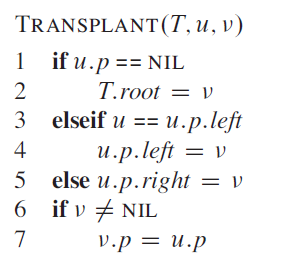 TRANSPLANT(T, u, v)
1 if u.p == NIL
2 T.root = v
3 elseif u == u.p.left
4 u.p.left = v
5 else u.p.right = v
6 if v ≠ NIL
7 v.p = u.p